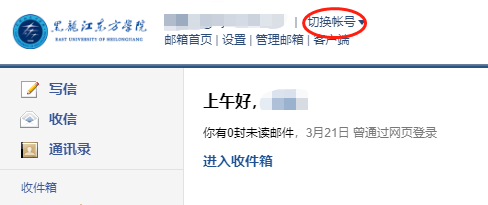 黑龍江东方学院
EAST UNIVERSITY OF HEILONGJIANG
| 切换帐号
邮箱首页 | 设置 | 管理邮箱 | 客户端
写信
收信
通讯录
收件箱
上午好,
你有0封未读邮件，3月21日 曾通过网页登录
进入收件箱